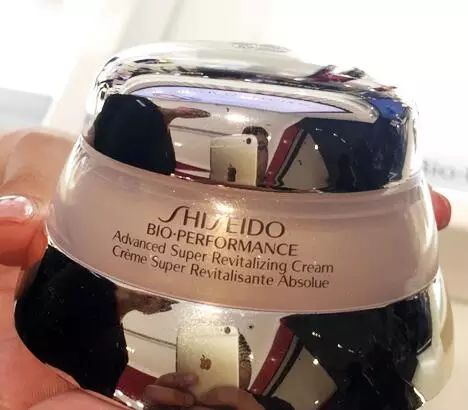 SHISEIDO
BIO-PERFORMANCE
Advanced Super Revitalizing Cream
Crème Super Revitalisante Absolue